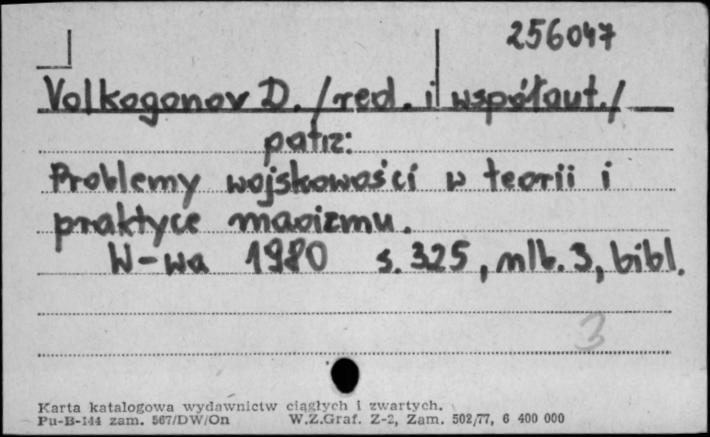 256047
Volkogonov D. /red. i współaut./
patrz:
Problemy wojskowości w teorii i
praktyce maoizmu.
W-wa 1980 s. 325, nlb. 3, bibl.
3
Karta katalogowa wydawnictw ciągłych i zwartych.
Pu-B-144 zam. 567/DW/On W.Z.Graf. Z-2, Zam. 502/77, 6 400 000